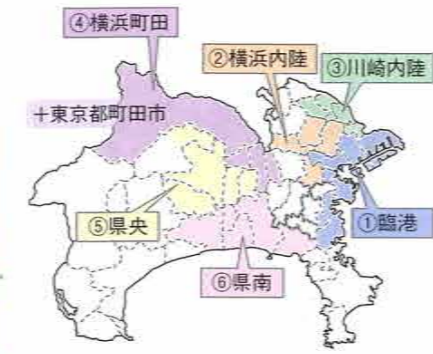 ④横浜町田
②横浜内陸
③川崎内陸
＋東京都町田市
⑤県央
①臨港
⑥県南